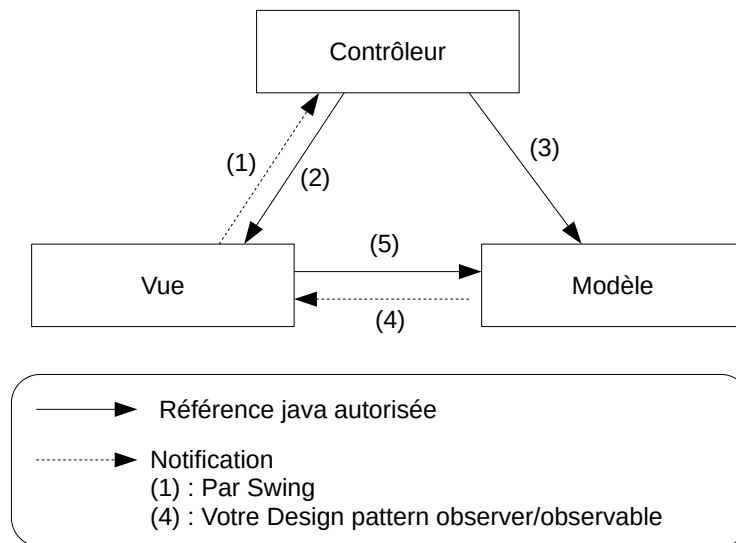 Contrôleur
(1)
(2)
(3)
(5)
Vue
Modèle
(4)
Référence java autorisée
Notification
(1) : Par Swing
(4) : Votre Design pattern observer/observable